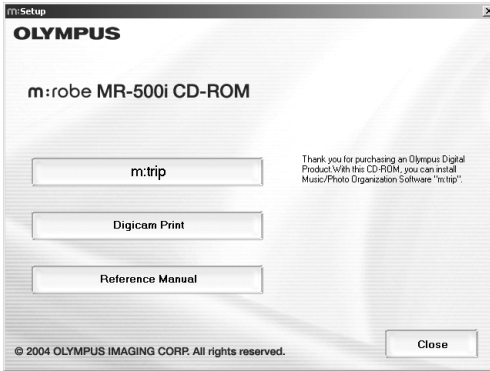 m:Setup
OLYMPUS
m:robe MR-500i CD-ROM
m:trip
Thank you for purchasing an Olympus Digital
Product.With this CD-ROM, you can install
Music/Photo Organization Software "m:trip".
Digicam Print
Reference Manual
Close
© 2004 OLYMPUS IMAGING CORP. All rights reserved.